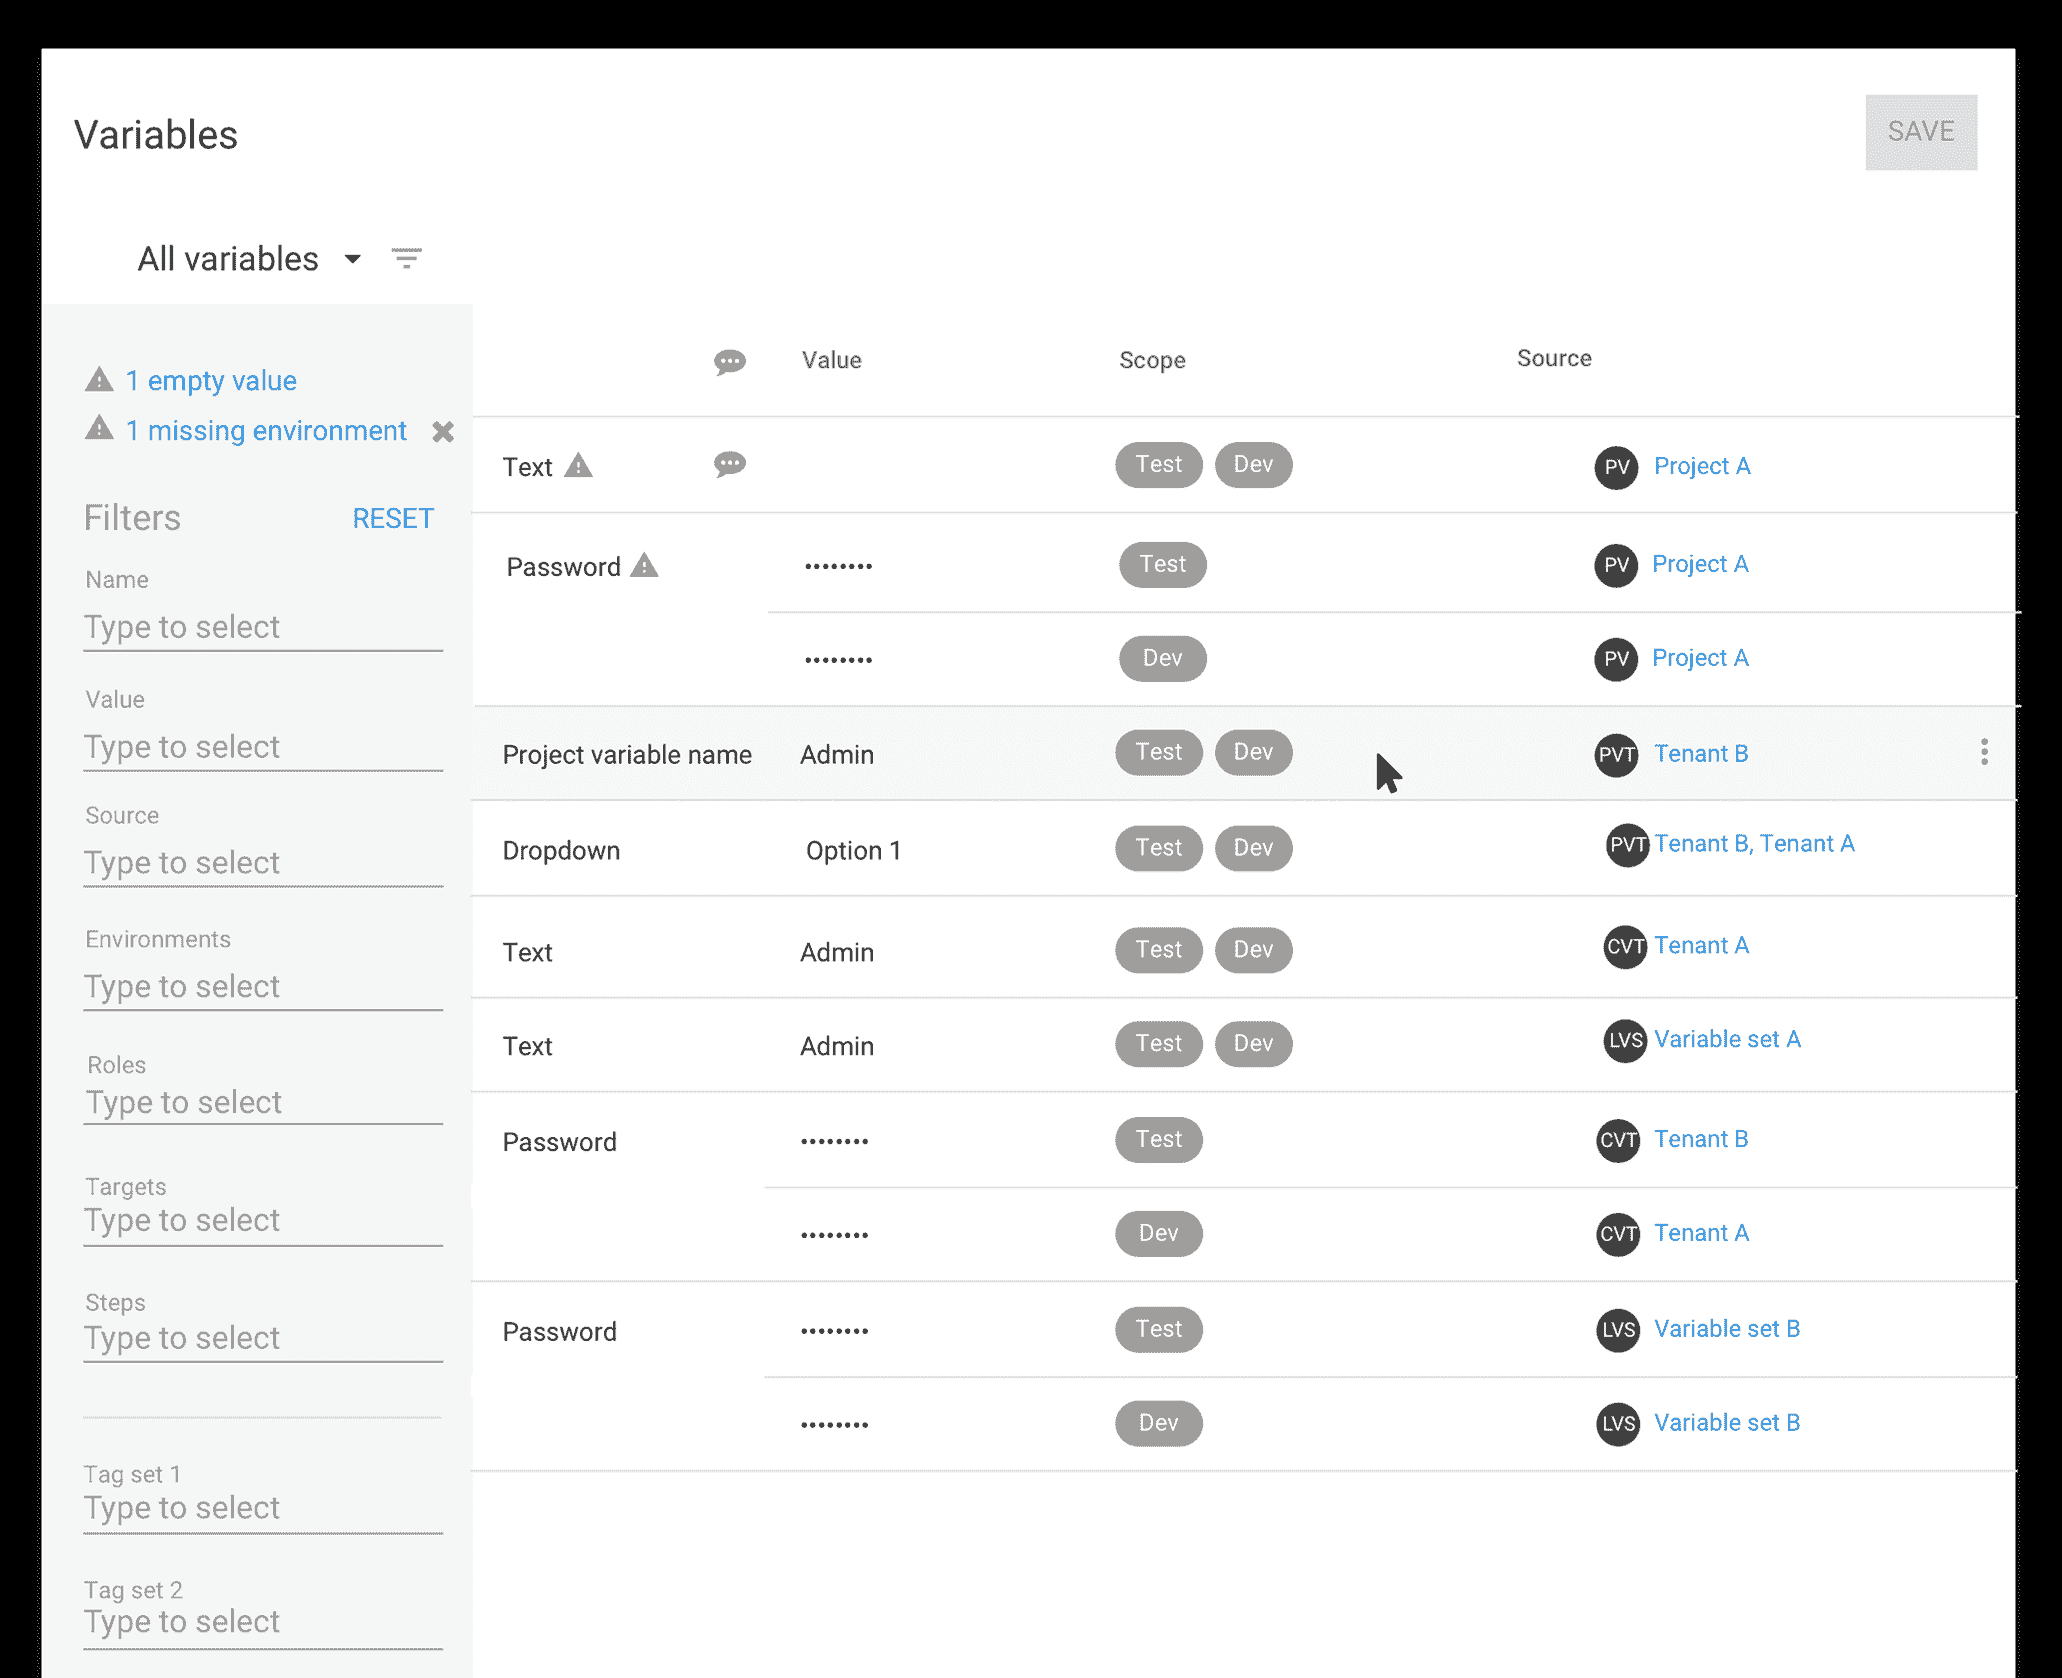 Variables
SAVE
All variables
1 empty value
1 missing environment
Filters RESET
Name
Type to select
Value
Type to select
Source
Type to select
Environments
Type to select
Roles
Type to select
Targets
Type to select
Steps
Type to select
Tag set 1
Type to select
Tag set 2
Type to select
Value Scope Source
Text Test Dev PV Project A
Password •••••••• Test PV Project A
•••••••• Dev PV Project A
Project variable name Admin Test Dev PVT Tenant B
Dropdown Option 1 Test Dev PVT Tenant B, Tenant A
Text Admin Test Dev CVT Tenant A
Text Admin Test Dev LVS Variable set A
Password •••••••• Test CVT Tenant B
•••••••• Dev CVT Tenant A
Password •••••••• Test LVS Variable set B
•••••••• Dev LVS Variable set B